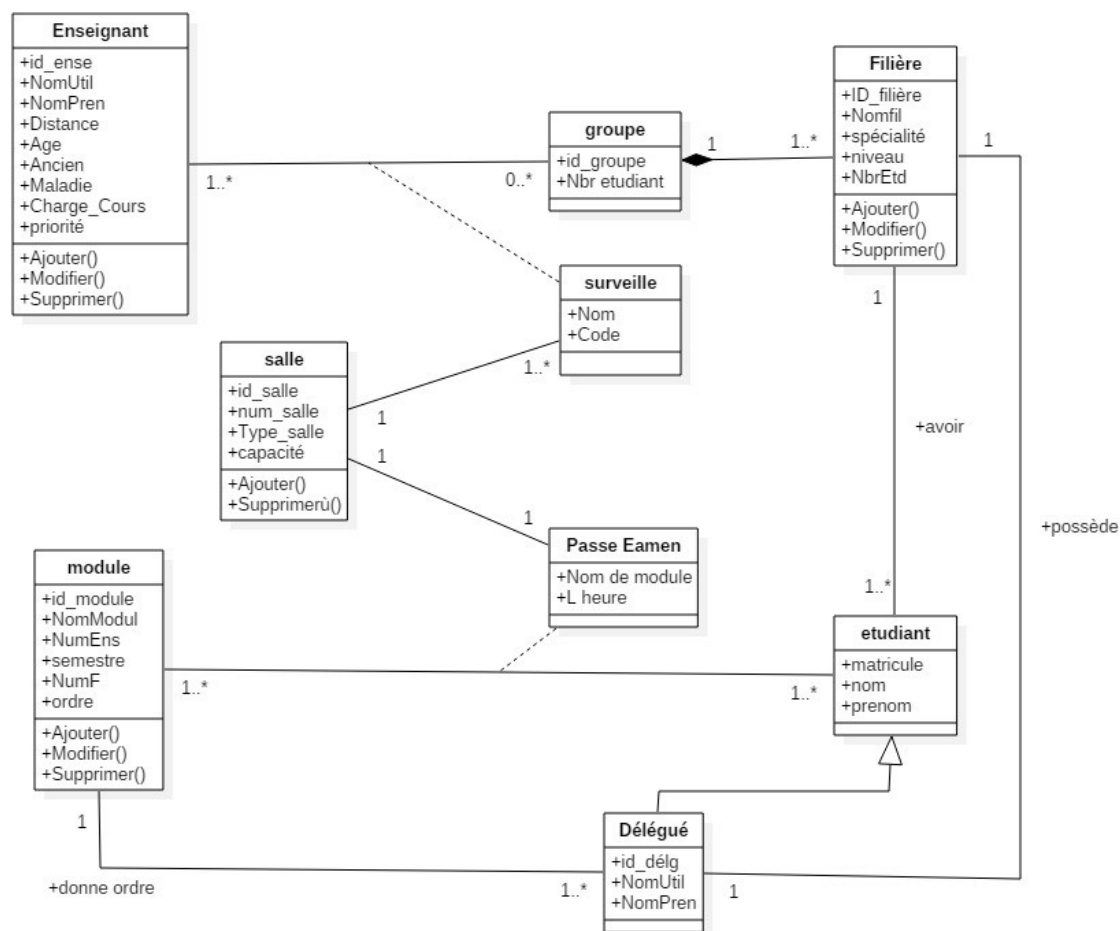 Enseignant
+id_ense
+NomUtil
+NomPren
+Distance
+Age
+Ancien
+Maladie
+Charge_Cours
+priorité
+Ajouter()
+Modifier()
+Supprimer()
1..*
0..*
groupe
+id_groupe
+Nbr etudiant
1
1..*
Filière
+ID_filière
+Nomfil
+spécialité
+niveau
+NbrEtd
+Ajouter()
+Modifier()
+Supprimer()
1
1
surveille
+Nom
+Code
1..*
salle
+id_salle
+num_salle
+Type_salle
+capacité
+Ajouter()
+Supprimerù()
1
1
+avoir
+possède
1
Passe Eamen
+Nom de module
+L heure
module
+id_module
+NomModul
+NumEns
+semestre
+NumF
+ordre
+Ajouter()
+Modifier()
+Supprimer()
1..*
1..*
1..*
etudiant
+matricule
+nom
+prenom
1
+donne ordre
1..*
Délégué
+id_délg
+NomUtil
+NomPren
1